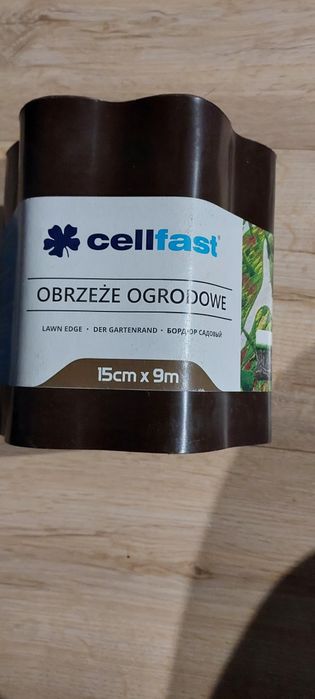 cellfast
OBRZEŻE OGRODOWE
LAWN EDGE • DER GARTENRAND • БОРДЮР САДОВЫЙ
15cm x 9m